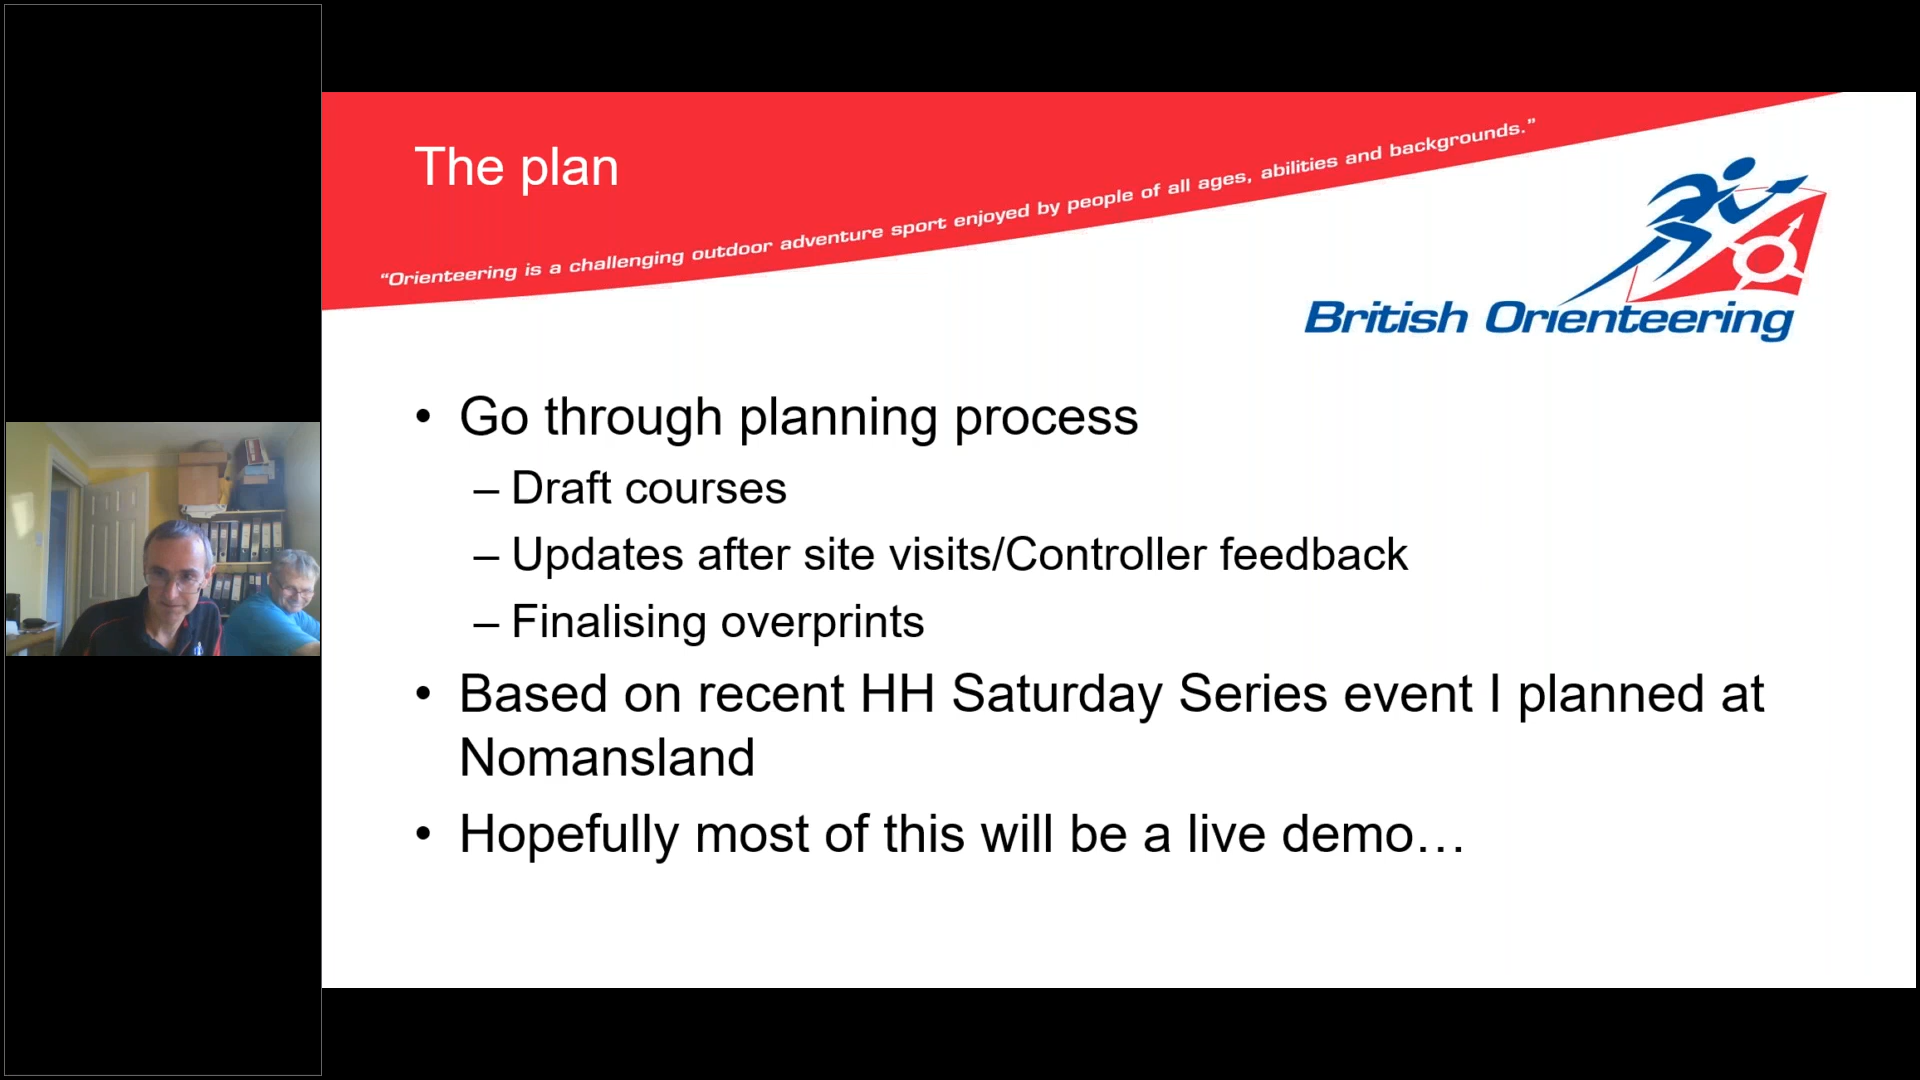 The plan
“Orienteering is a challenging outdoor adventure sport enjoyed by people of all ages, abilities and backgrounds.”
British Orienteering
• Go through planning process
– Draft courses
– Updates after site visits/Controller feedback
– Finalising overprints
• Based on recent HH Saturday Series event I planned at
Nomansland
• Hopefully most of this will be a live demo…